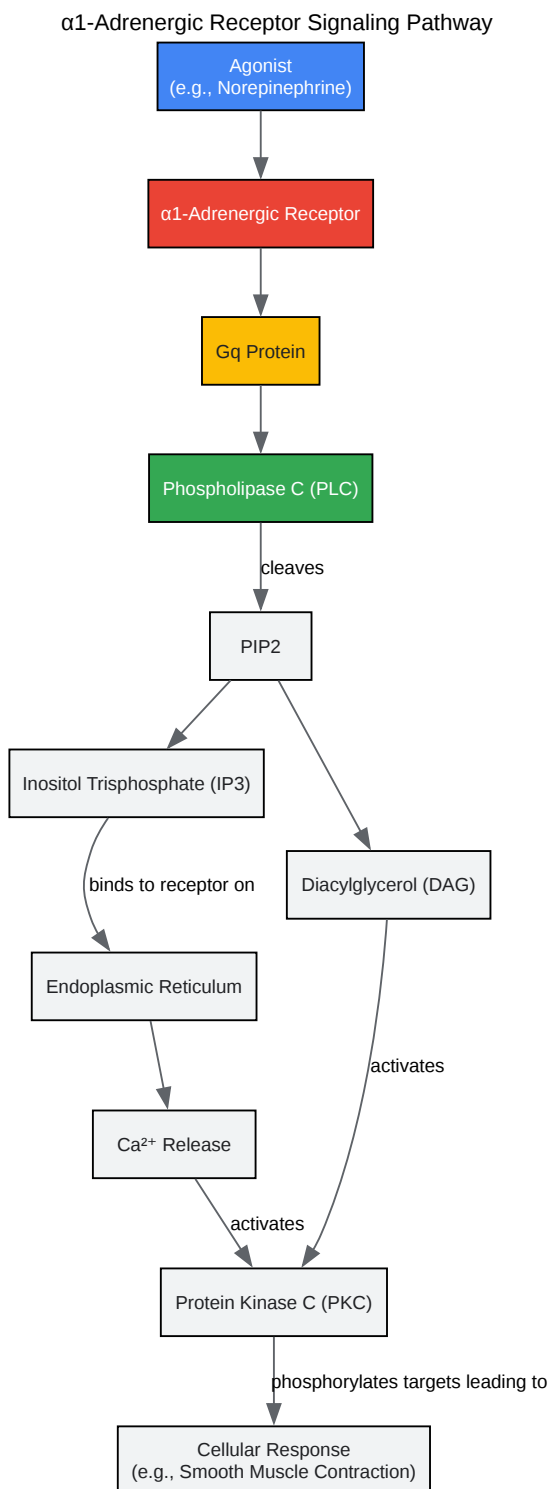 α1-Adrenergic Receptor Signaling Pathway
Agonist
(e.g., Norepinephrine)
α1-Adrenergic Receptor
Gq Protein
Phospholipase C (PLC)
cleaves
PIP2
Inositol Trisphosphate (IP3)
binds to receptor on
Diacylglycerol (DAG)
Endoplasmic Reticulum
activates
Ca²⁺ Release
activates
Protein Kinase C (PKC)
phosphorylates targets leading to
Cellular Response
(e.g., Smooth Muscle Contraction)